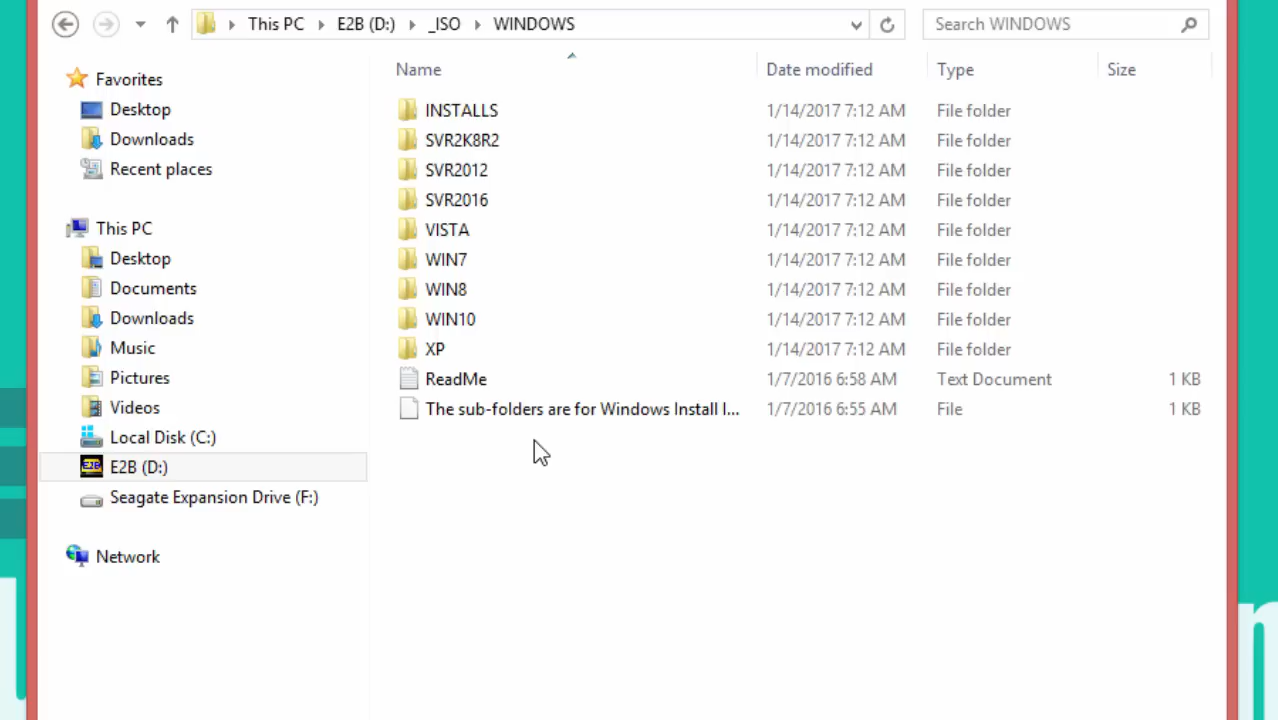 This PC E2B (D:) _ISO WINDOWS Search WINDOWS
Name Date modified Type Size
Favorites
Desktop
Downloads
Recent places
This PC
Desktop
Documents
Downloads
Music
Pictures
Videos
Local Disk (C:)
E2B (D:)
Seagate Expansion Drive (F:)
Network
INSTALLS 1/14/2017 7:12 AM File folder
SVR2K8R2 1/14/2017 7:12 AM File folder
SVR2012 1/14/2017 7:12 AM File folder
SVR2016 1/14/2017 7:12 AM File folder
VISTA 1/14/2017 7:12 AM File folder
WIN7 1/14/2017 7:12 AM File folder
WIN8 1/14/2017 7:12 AM File folder
WIN10 1/14/2017 7:12 AM File folder
XP 1/14/2017 7:12 AM File folder
ReadMe 1/7/2016 6:58 AM Text Document 1 KB
The sub-folders are for Windows Install I... 1/7/2016 6:55 AM File 1 KB